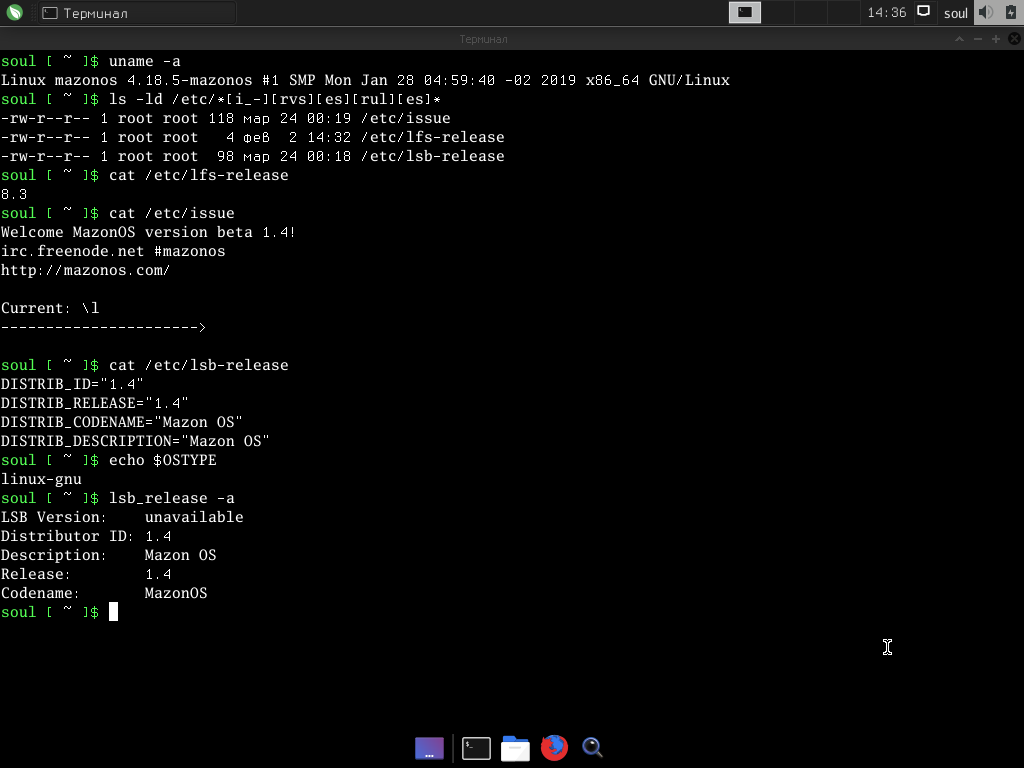 Терминал
14:36 soul
Терминал
soul [ ~ ]$ uname -a
Linux mazonos 4.18.5-mazonos #1 SMP Mon Jan 28 04:59:40 -02 2019 x86_64 GNU/Linux
soul [ ~ ]$ ls -ld /etc/*[i_-][rvs][es][rul][es]*
-rw-r--r-- 1 root root 118 мар 24 00:19 /etc/issue
-rw-r--r-- 1 root root   4 фев  2 14:32 /etc/lfs-release
-rw-r--r-- 1 root root  98 мар 24 00:18 /etc/lsb-release
soul [ ~ ]$ cat /etc/lfs-release
8.3
soul [ ~ ]$ cat /etc/issue
Welcome MazonOS version beta 1.4!
irc.freenode.net #mazonos
http://mazonos.com/
Current: \l
---------------------->
soul [ ~ ]$ cat /etc/lsb-release
DISTRIB_ID="1.4"
DISTRIB_RELEASE="1.4"
DISTRIB_CODENAME="Mazon OS"
DISTRIB_DESCRIPTION="Mazon OS"
soul [ ~ ]$ echo $OSTYPE
linux-gnu
soul [ ~ ]$ lsb_release -a
LSB Version:    unavailable
Distributor ID: 1.4
Description:    Mazon OS
Release:        1.4
Codename:       MazonOS
soul [ ~ ]$